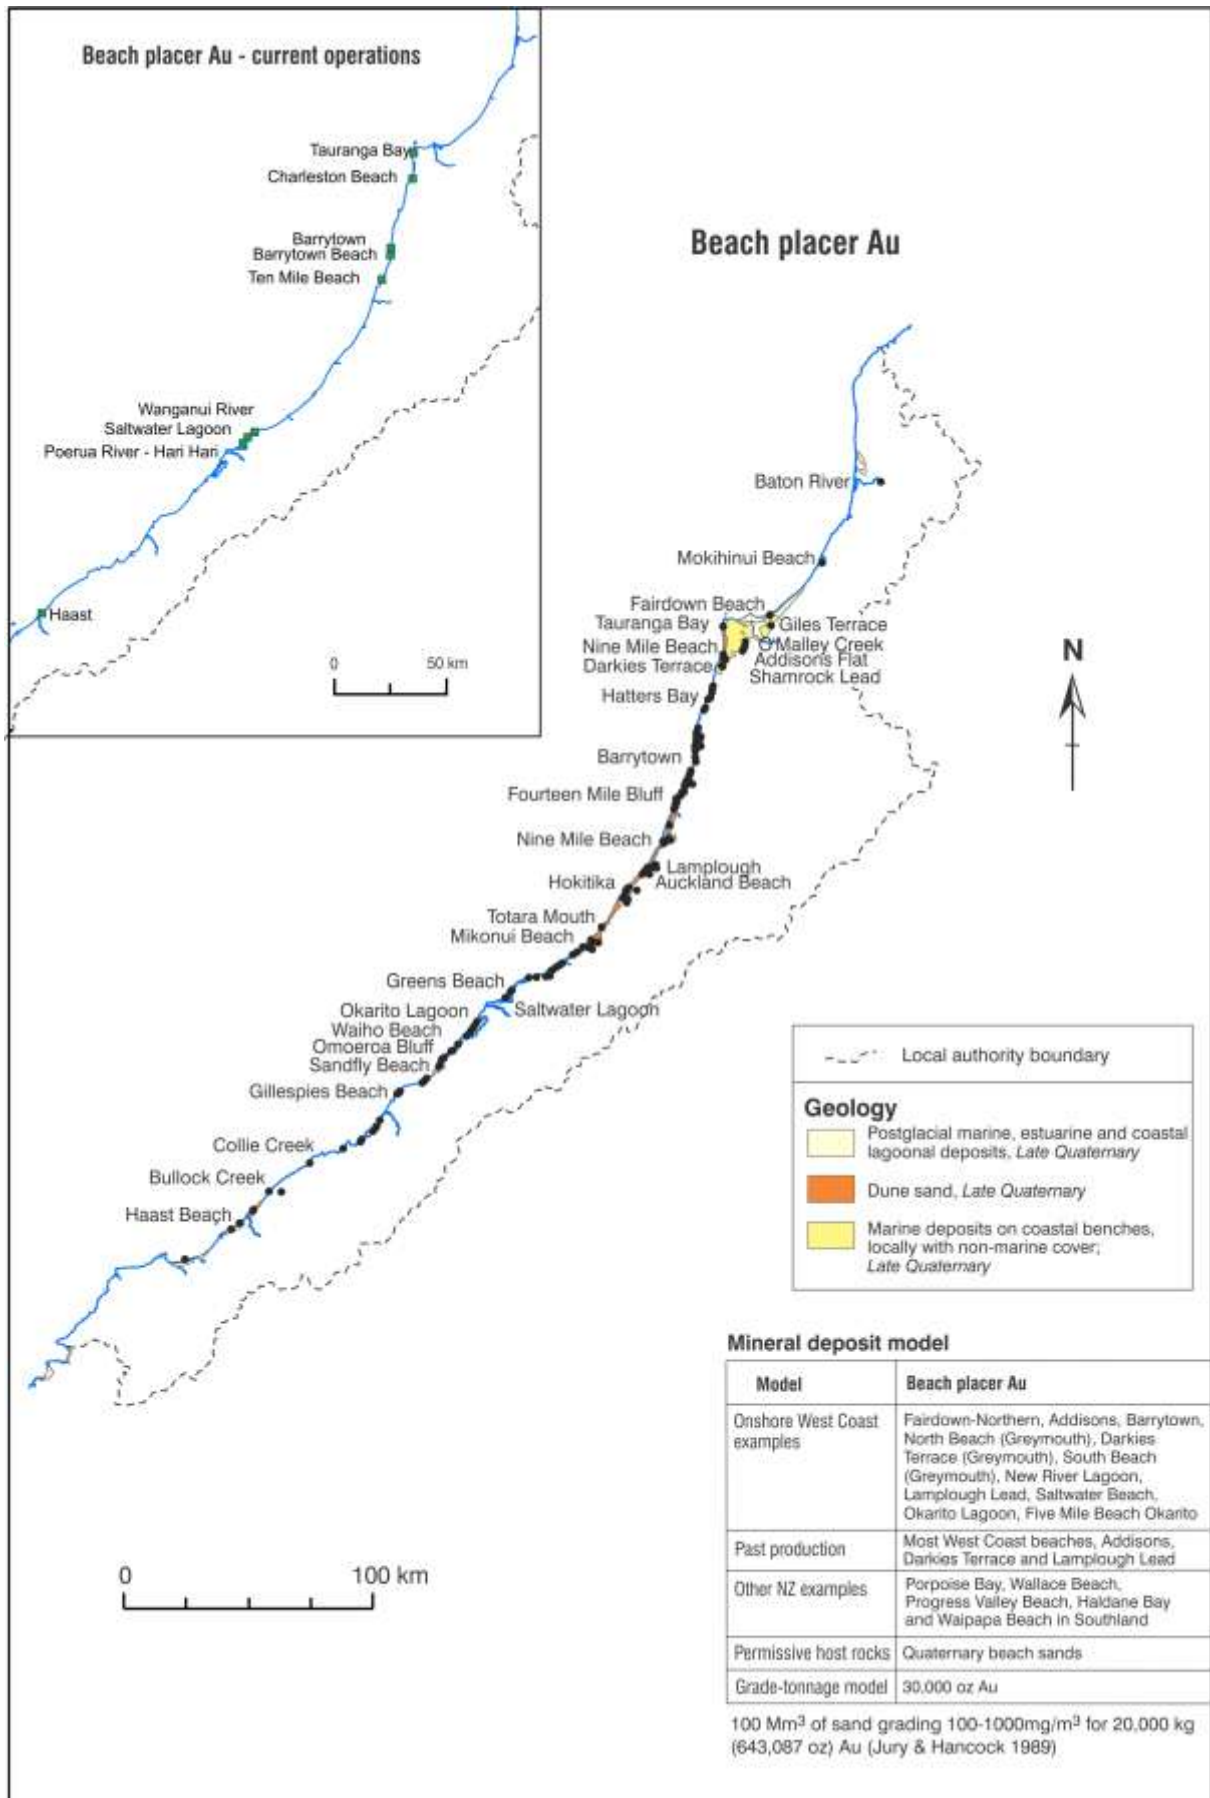 Beach placer Au - current operations
Tauranga Bay
Charleston Beach
Barrytown
Barrytown Beach
Ten Mile Beach
Wanganui River
Saltwater Lagoon
Poerua River - Hari Hari
Haast
0 50 km
Beach placer Au
Baton River
Mokihinui Beach
Fairdown Beach
Tauranga Bay
Giles Terrace
Nine Mile Beach
O'Malley Creek
Darkies Terrace
Addisons Flat
Shamrock Lead
Hatters Bay
N
Barrytown
Fourteen Mile Bluff
Nine Mile Beach
Lamplough
Hokitika
Auckland Beach
Totara Mouth
Mikonui Beach
Greens Beach
Okarito Lagoon
Saltwater Lagoon
Waiho Beach
Omoeroa Bluff
Sandfly Beach
Gillespies Beach
Collie Creek
Bullock Creek
Haast Beach
Local authority boundary
Geology
Postglacial marine, estuarine and coastal
lagoonal deposits, Late Quaternary
Dune sand, Late Quaternary
Marine deposits on coastal benches,
locally with non-marine cover;
Late Quaternary
0 100 km
Mineral deposit model
Model Beach placer Au
Onshore West Coast
examples
Fairdown-Northern, Addisons, Barrytown,
North Beach (Greymouth), Darkies
Terrace (Greymouth), South Beach
(Greymouth), New River Lagoon,
Lamplough Lead, Saltwater Beach,
Okarito Lagoon, Five Mile Beach Okarito
Past production
Most West Coast beaches, Addisons,
Darkies Terrace and Lamplough Lead
Other NZ examples
Porpoise Bay, Wallace Beach,
Progress Valley Beach, Haldane Bay
and Waipapa Beach in Southland
Permissive host rocks Quaternary beach sands
Grade-tonnage model 30,000 oz Au
100 Mm³ of sand grading 100-1000mg/m³ for 20,000 kg
(643,087 oz) Au (Jury & Hancock 1989)